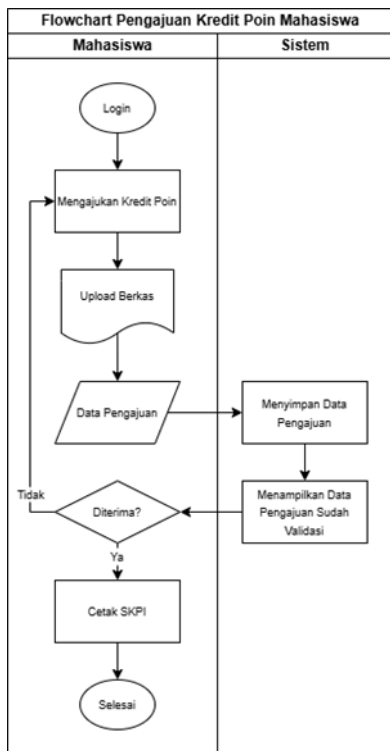 Flowchart Pengajuan Kredit Poin Mahasiswa
Mahasiswa
Sistem
Login
Mengajukan Kredit Poin
Upload Berkas
Data Pengajuan
Menyimpan Data
Pengajuan
Menampilkan Data
Pengajuan Sudah
Validasi
Diterima?
Tidak
Ya
Cetak SKPI
Selesai